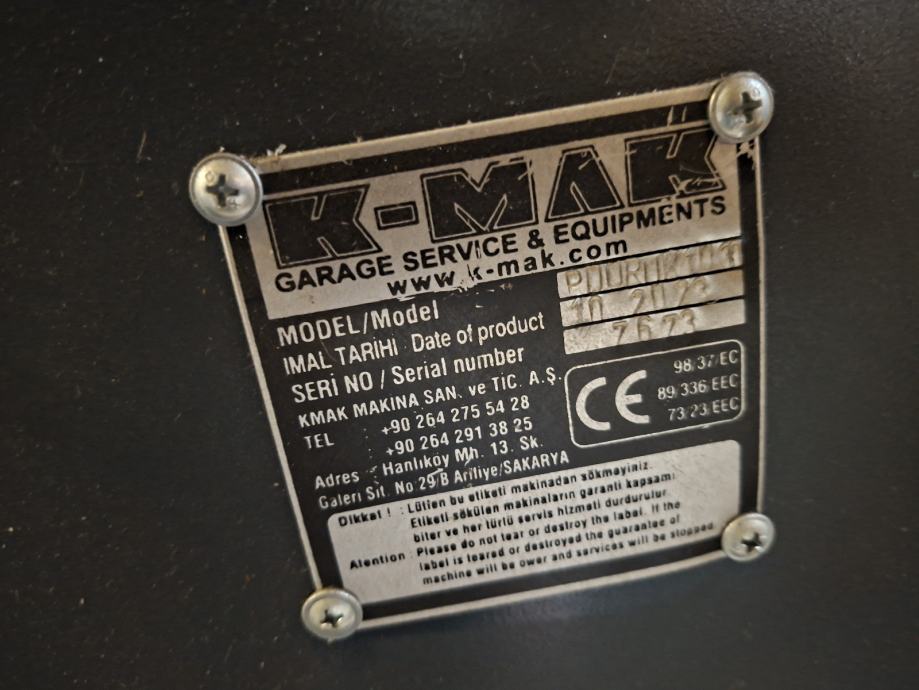 K-MAK
GARAGE SERVICE & EQUIPMENTS
www.k-mak.com
MODEL/Model
IMAL TARİHİ Date of product 10 2023
SERİ NO / Serial number 7673
KMAK MAKINA SAN. ve TİC. A.Ş.
TEL +90 264 275 54 28
+90 264 291 38 25
Adres Hanlıköy Mh. 13. Sk.
Galeri Sit. No 29/B Arifiye/SAKARYA
CE
98/37/EC
89/336/EEC
73/23/EEC
Dikkat ! : Lütfen bu etiketi makinadan sökmeyiniz.
Etiketi sökülen makinaların garanti kapsamı
biter ve her türlü servis hizmeti durdurulur.
Atention : Please do not tear or destroy the label. If the
label is teared or destroyed the guarantee of
machine will be ower and services will be stopped